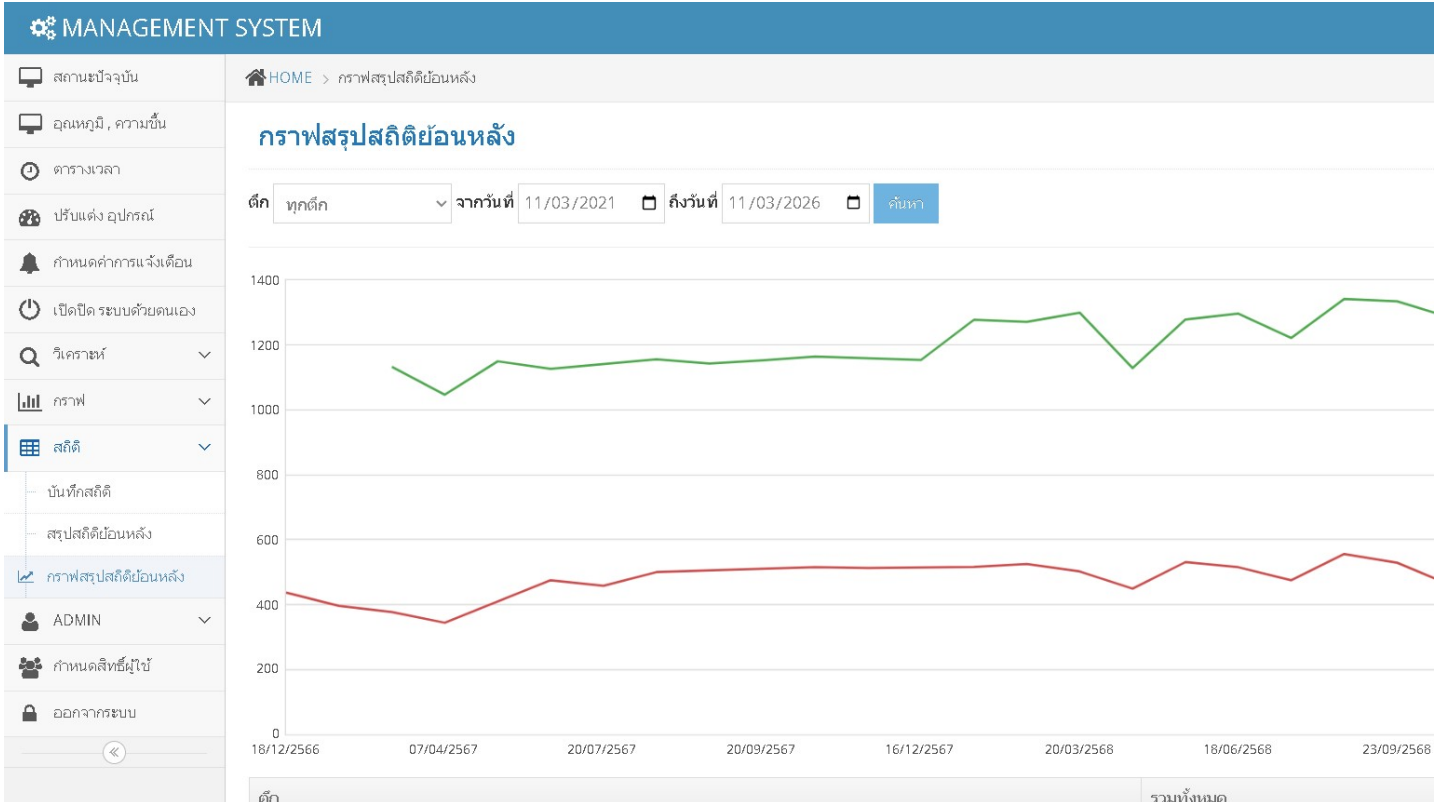 MANAGEMENT SYSTEM
สถานะปัจจุบัน
อุณหภูมิ , ความชื้น
ตารางเวลา
ปรับแต่ง อุปกรณ์
กำหนดค่าการแจ้งเตือน
เปิดปิด ระบบด้วยตนเอง
วิเคราะห์
กราฟ
สถิติ
บันทึกสถิติ
สรุปสถิติย้อนหลัง
กราฟสรุปสถิติย้อนหลัง
ADMIN
กำหนดสิทธิ์ผู้ใช้
ออกจากระบบ
HOME > กราฟสรุปสถิติย้อนหลัง
กราฟสรุปสถิติย้อนหลัง
ตึก ทุกตึก จากวันที่ 11/03/2021 ถึงวันที่ 11/03/2026 ค้นหา
1400
1200
1000
800
600
400
200
0
18/12/2566 07/04/2567 20/07/2567 20/09/2567 16/12/2567 20/03/2568 18/06/2568 23/09/2568
ตึก รวมทั้งหมด